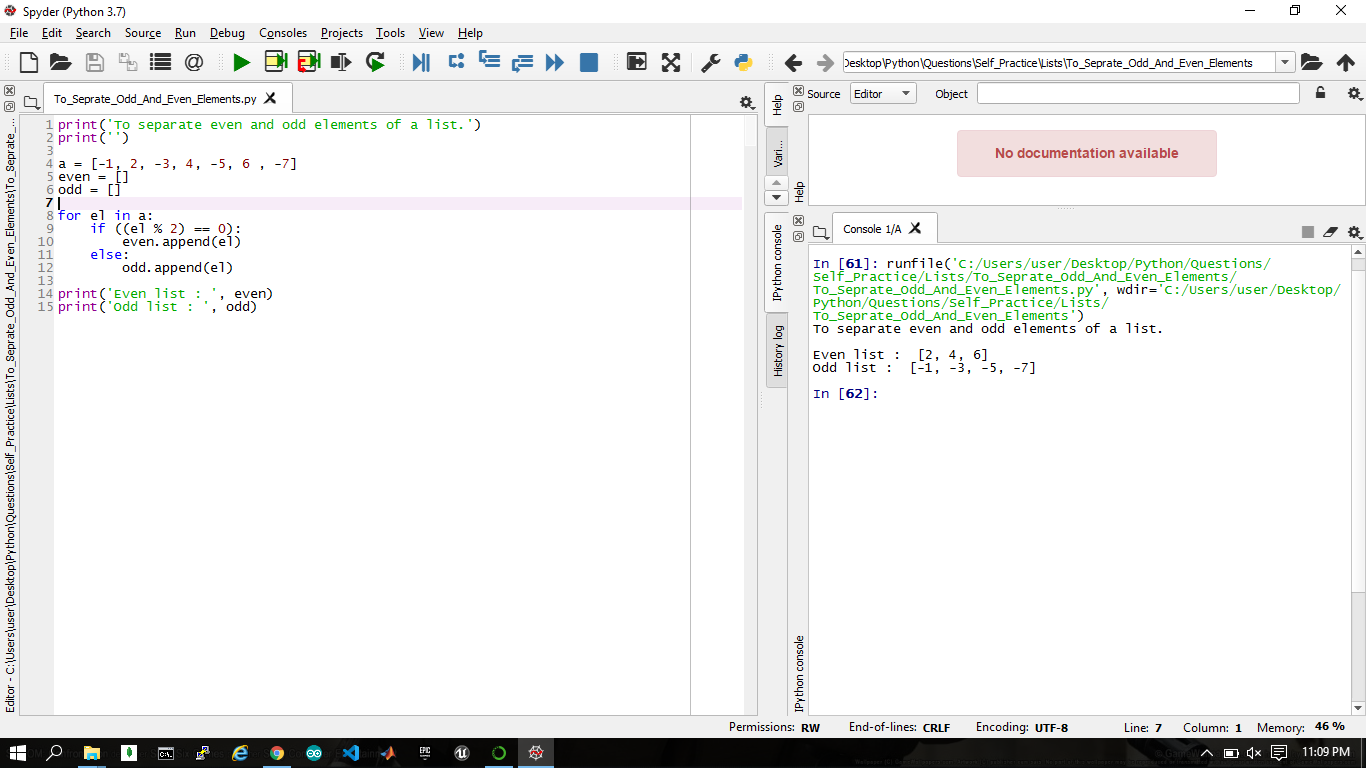 Spyder (Python 3.7)
File Edit Search Source Run Debug Consoles Projects Tools View Help
Desktop\Python\Questions\Self_Practice\Lists\To_Seprate_Odd_And_Even_Elements
To_Seprate_Odd_And_Even_Elements.py
1 print('To separate even and odd elements of a list.')
2 print('')
3
4 a = [-1, 2, -3, 4, -5, 6 , -7]
5 even = []
6 odd = []
7
8 for el in a:
9     if ((el % 2) == 0):
10         even.append(el)
11     else:
12         odd.append(el)
13
14 print('Even list : ', even)
15 print('Odd list : ', odd)
Editor - C:\Users\user\Desktop\Python\Questions\Self_Practice\Lists\To_Seprate_Odd_And_Even_Elements\To_Seprate_...
Help
Vari...
IPython console
History log
Source Editor Object
No documentation available
Help
Console 1/A
In [61]: runfile('C:/Users/user/Desktop/Python/Questions/
Self_Practice/Lists/To_Seprate_Odd_And_Even_Elements/
To_Seprate_Odd_And_Even_Elements.py', wdir='C:/Users/user/Desktop/
Python/Questions/Self_Practice/Lists/
To_Seprate_Odd_And_Even_Elements')
To separate even and odd elements of a list.
Even list :  [2, 4, 6]
Odd list :  [-1, -3, -5, -7]
In [62]:
IPython console
Permissions: RW End-of-lines: CRLF Encoding: UTF-8 Line: 7 Column: 1 Memory: 46 %
11:09 PM